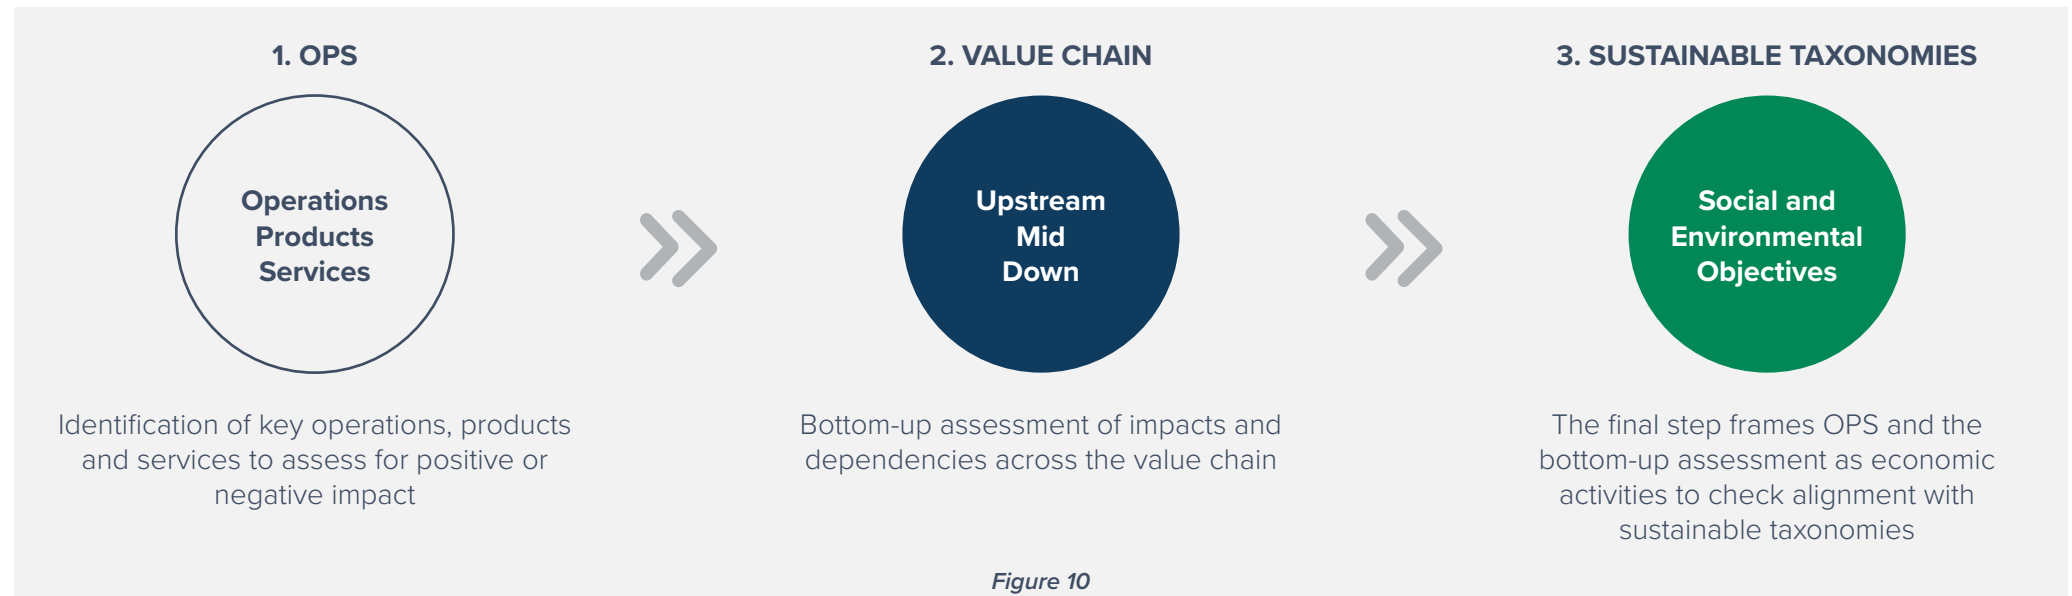 1. OPS
Operations
Products
Services
Identification of key operations, products
and services to assess for positive or
negative impact
2. VALUE CHAIN
Upstream
Mid
Down
Bottom-up assessment of impacts and
dependencies across the value chain
3. SUSTAINABLE TAXONOMIES
Social and
Environmental
Objectives
The final step frames OPS and the
bottom-up assessment as economic
activities to check alignment with
sustainable taxonomies
Figure 10